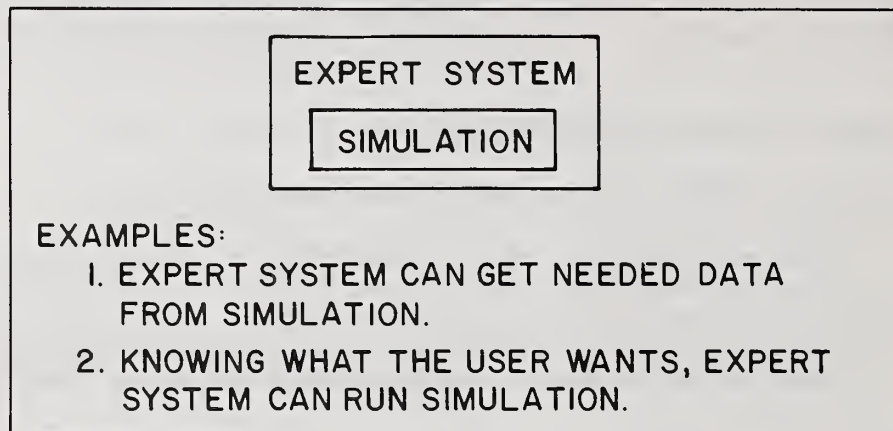 EXPERT SYSTEM
SIMULATION
EXAMPLES:
1. EXPERT SYSTEM CAN GET NEEDED DATA
FROM SIMULATION.
2. KNOWING WHAT THE USER WANTS, EXPERT
SYSTEM CAN RUN SIMULATION.